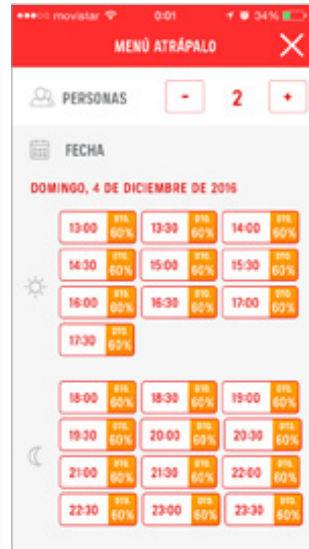 movistar 0:01 34%
MENÚ ATRÁPALO
PERSONAS - 2 +
FECHA
DOMINGO, 4 DE DICIEMBRE DE 2016
13:00 DTO. 60% 13:30 DTO. 60% 14:00 DTO. 60%
14:30 DTO. 60% 15:00 DTO. 60% 15:30 DTO. 60%
16:00 DTO. 60% 16:30 DTO. 60% 17:00 DTO. 60%
17:30 DTO. 60%
18:00 DTO. 60% 18:30 DTO. 60% 19:00 DTO. 60%
19:30 DTO. 60% 20:00 DTO. 60% 20:30 DTO. 60%
21:00 DTO. 60% 21:30 DTO. 60% 22:00 DTO. 60%
22:30 DTO. 60% 23:00 DTO. 60% 23:30 DTO. 60%